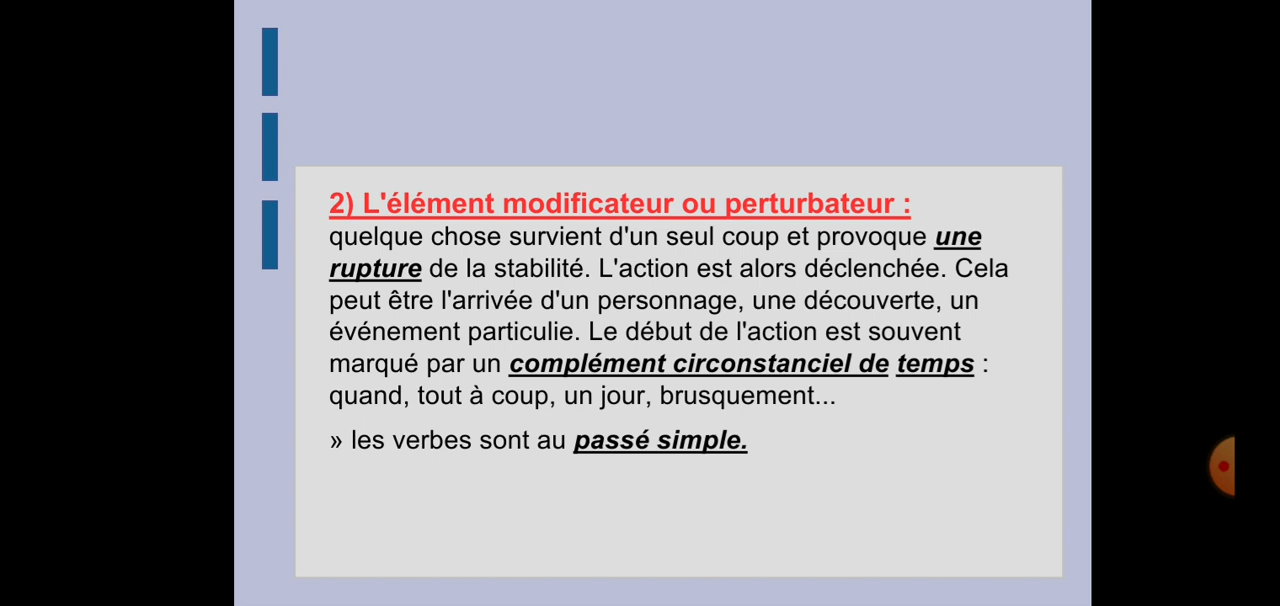 2) L'élément modificateur ou perturbateur :
quelque chose survient d'un seul coup et provoque une
rupture de la stabilité. L'action est alors déclenchée. Cela
peut être l'arrivée d'un personnage, une découverte, un
événement particulie. Le début de l'action est souvent
marqué par un complément circonstanciel de temps :
quand, tout à coup, un jour, brusquement...
» les verbes sont au passé simple.